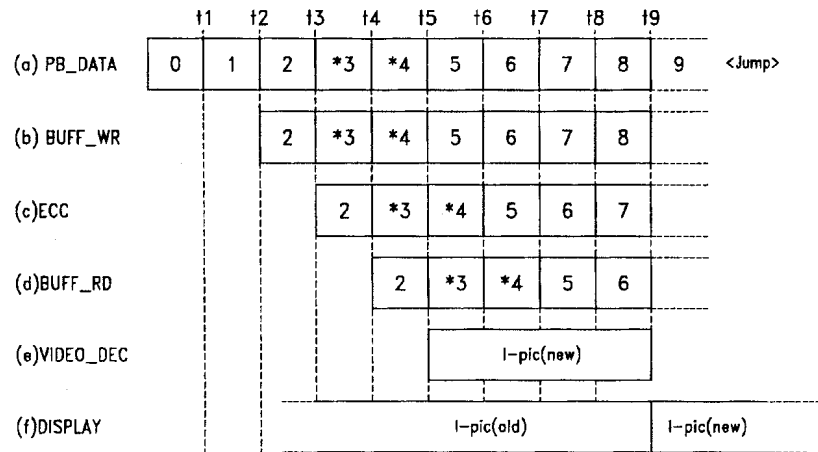 t1 t2 t3 t4 t5 t6 t7 t8 t9
(a) PB_DATA 0 1 2 *3 *4 5 6 7 8 9 <Jump>
(b) BUFF_WR 2 *3 *4 5 6 7 8
(c)ECC 2 *3 *4 5 6 7
(d)BUFF_RD 2 *3 *4 5 6
(e)VIDEO_DEC I-pic(new)
(f)DISPLAY I-pic(old) I-pic(new)